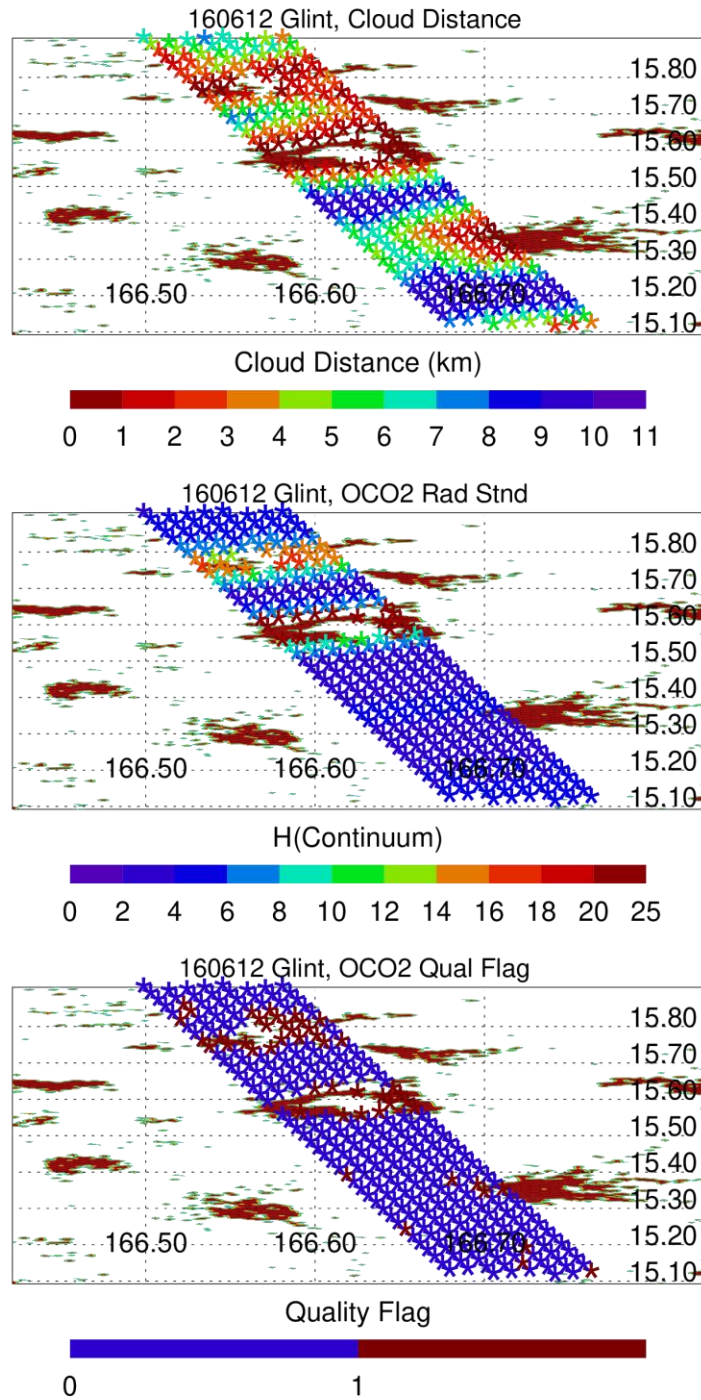 160612 Glint, Cloud Distance
15.80
15.70
15.60
15.50
15.40
15.30
166.50 166.60 166.70 15.20
15.10
Cloud Distance (km)
0 1 2 3 4 5 6 7 8 9 10 11
160612 Glint, OCO2 Rad Stnd
15.80
15.70
15.60
15.50
15.40
15.30
166.50 166.60 166.70 15.20
15.10
H(Continuum)
0 2 4 6 8 10 12 14 16 18 20 25
160612 Glint, OCO2 Qual Flag
15.80
15.70
15.60
15.50
15.40
15.30
166.50 166.60 166.70 15.20
15.10
Quality Flag
0 1